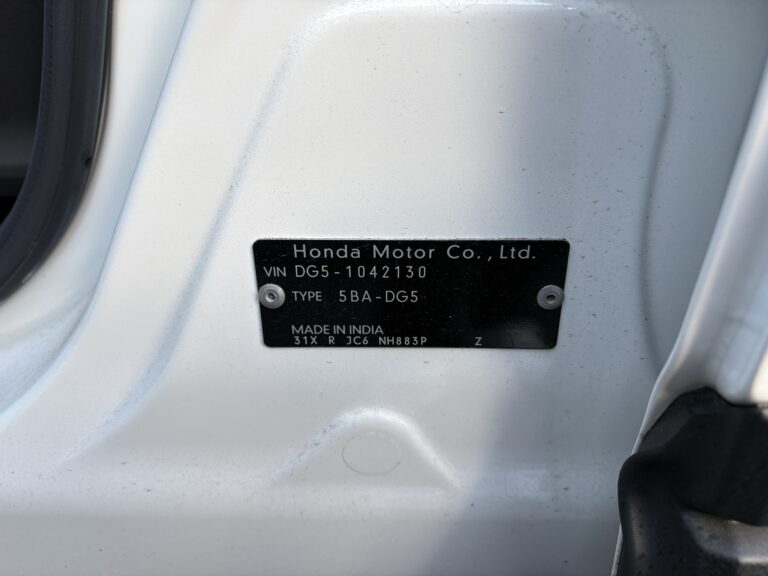 Honda Motor Co., Ltd.
VIN DG5-1042130
TYPE 5BA-DG5
MADE IN INDIA
31X R JC6 NH883P Z